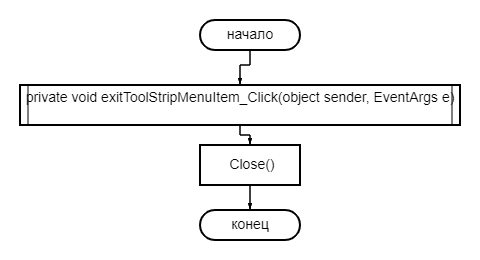 начало
private void exitToolStripMenuItem_Click(object sender, EventArgs e)
Close()
конец